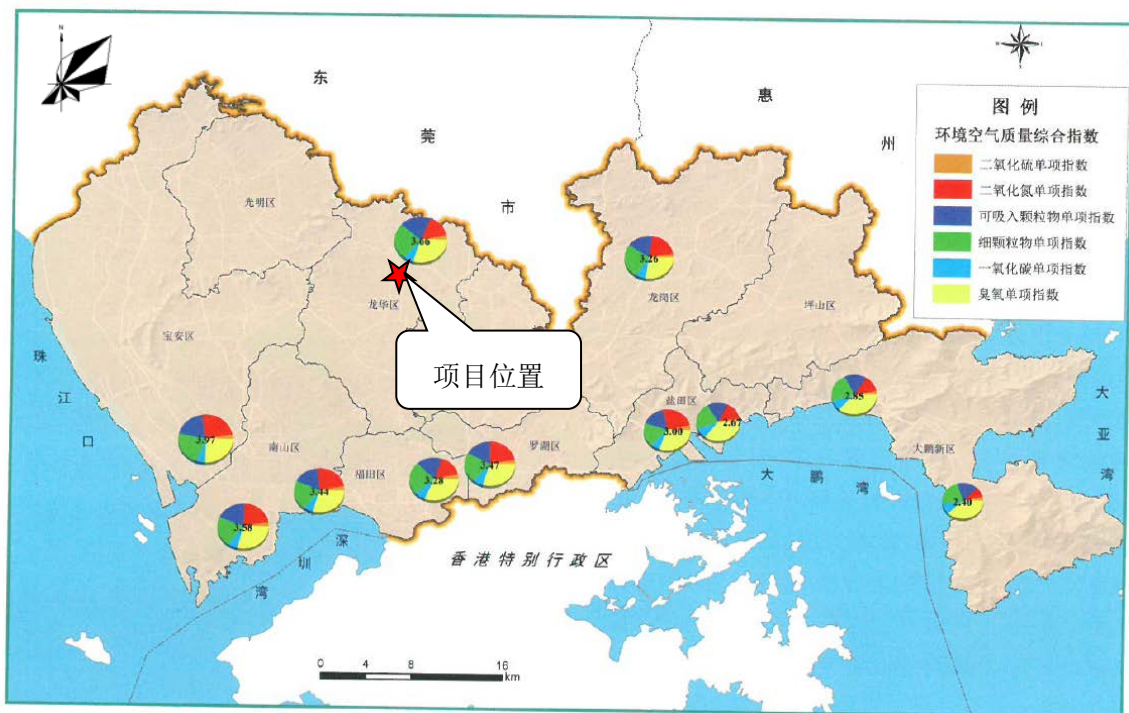 东
莞
市
惠
州
图 例
环境空气质量综合指数
二氧化硫单项指数
二氧化氮单项指数
可吸入颗粒物单项指数
细颗粒物单项指数
一氧化碳单项指数
臭氧单项指数
光明区
3.66
3.26
龙华区
龙岗区
坪山区
宝安区
项目位置
珠
江
口
3.97
南山区
福田区
罗湖区
盐田区
3.00
2.67
2.85
大鹏新区
大
亚
湾
3.44
3.28
3.47
3.58
2.40
大 鹏 湾
深
圳
湾
香港特别行政区
0 4 8 16
km